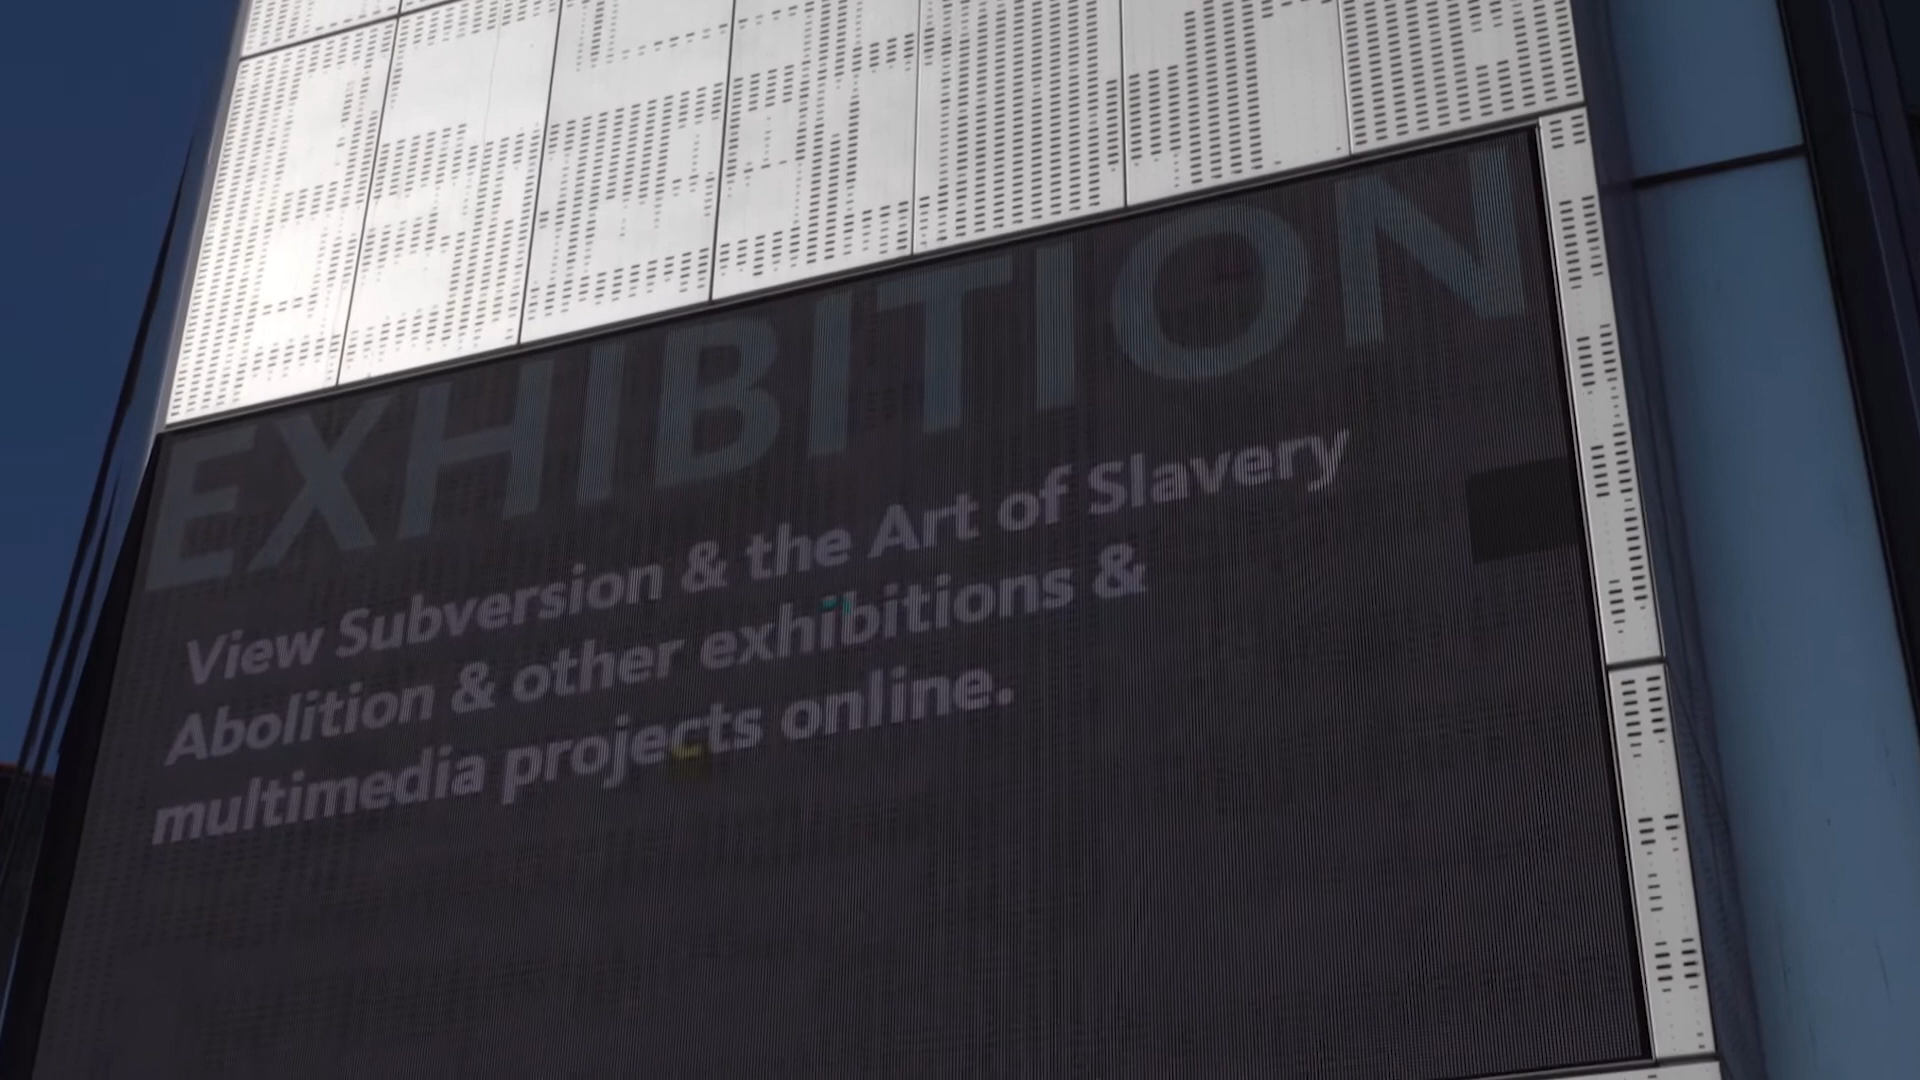 EXHIBITION
View Subversion & the Art of Slavery
Abolition & other exhibitions &
multimedia projects online.